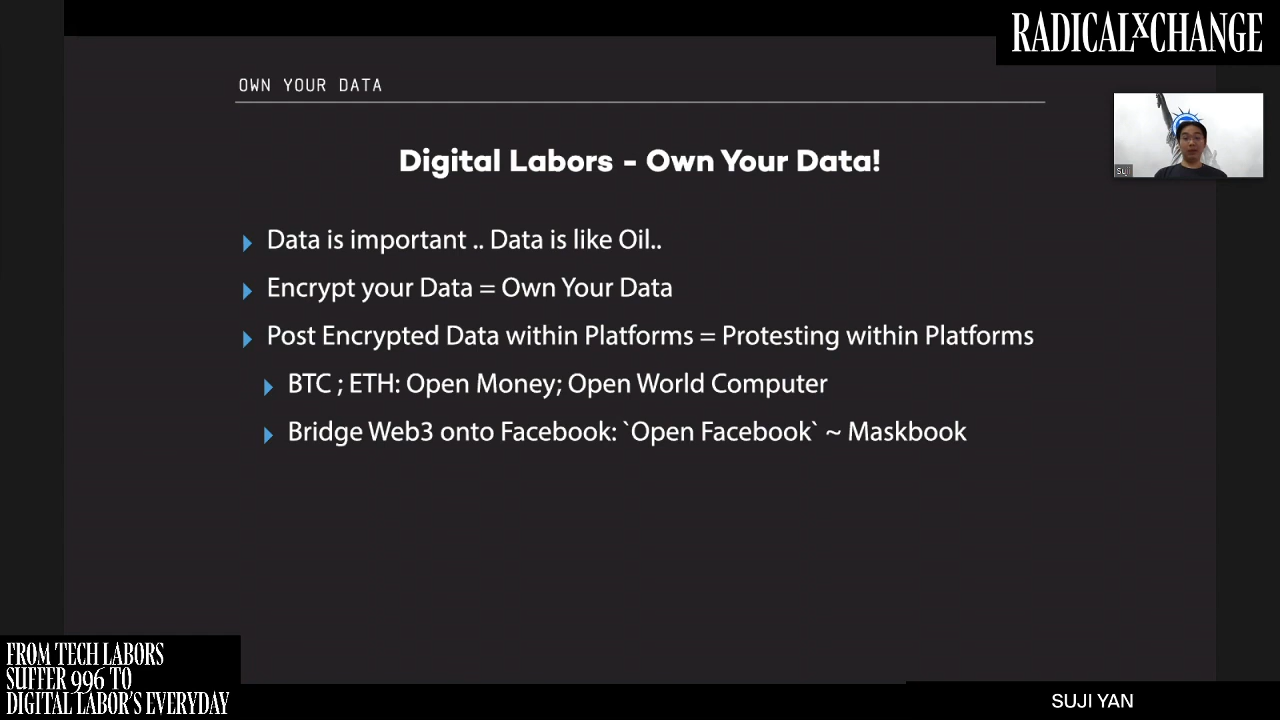 RADICALxCHANGE
OWN YOUR DATA
Suji
Digital Labors - Own Your Data!
Data is important .. Data is like Oil..
Encrypt your Data = Own Your Data
Post Encrypted Data within Platforms = Protesting within Platforms
BTC ; ETH: Open Money; Open World Computer
Bridge Web3 onto Facebook: `Open Facebook` ~ Maskbook
FROM TECH LABORS
SUFFER 996 TO
DIGITAL LABOR'S EVERYDAY
SUJI YAN